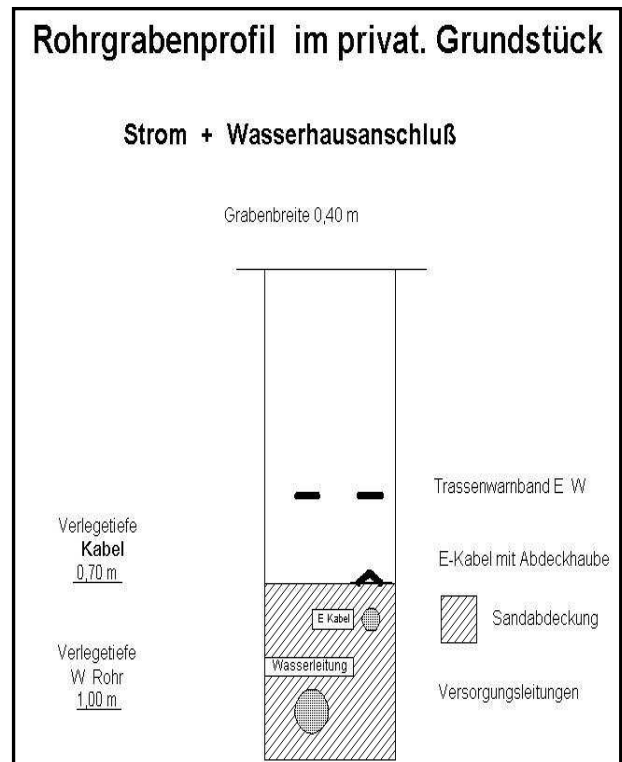 Rohrgrabenprofil im privat. Grundstück
Strom + Wasserhausanschluß
Grabenbreite 0,40 m
Trassenwarnband E W
Verlegetiefe
Kabel
0,70 m
E-Kabel mit Abdeckhaube
E Kabel
Sandabdeckung
Verlegetiefe
W Rohr
1,00 m
Wasserleitung
Versorgungsleitungen